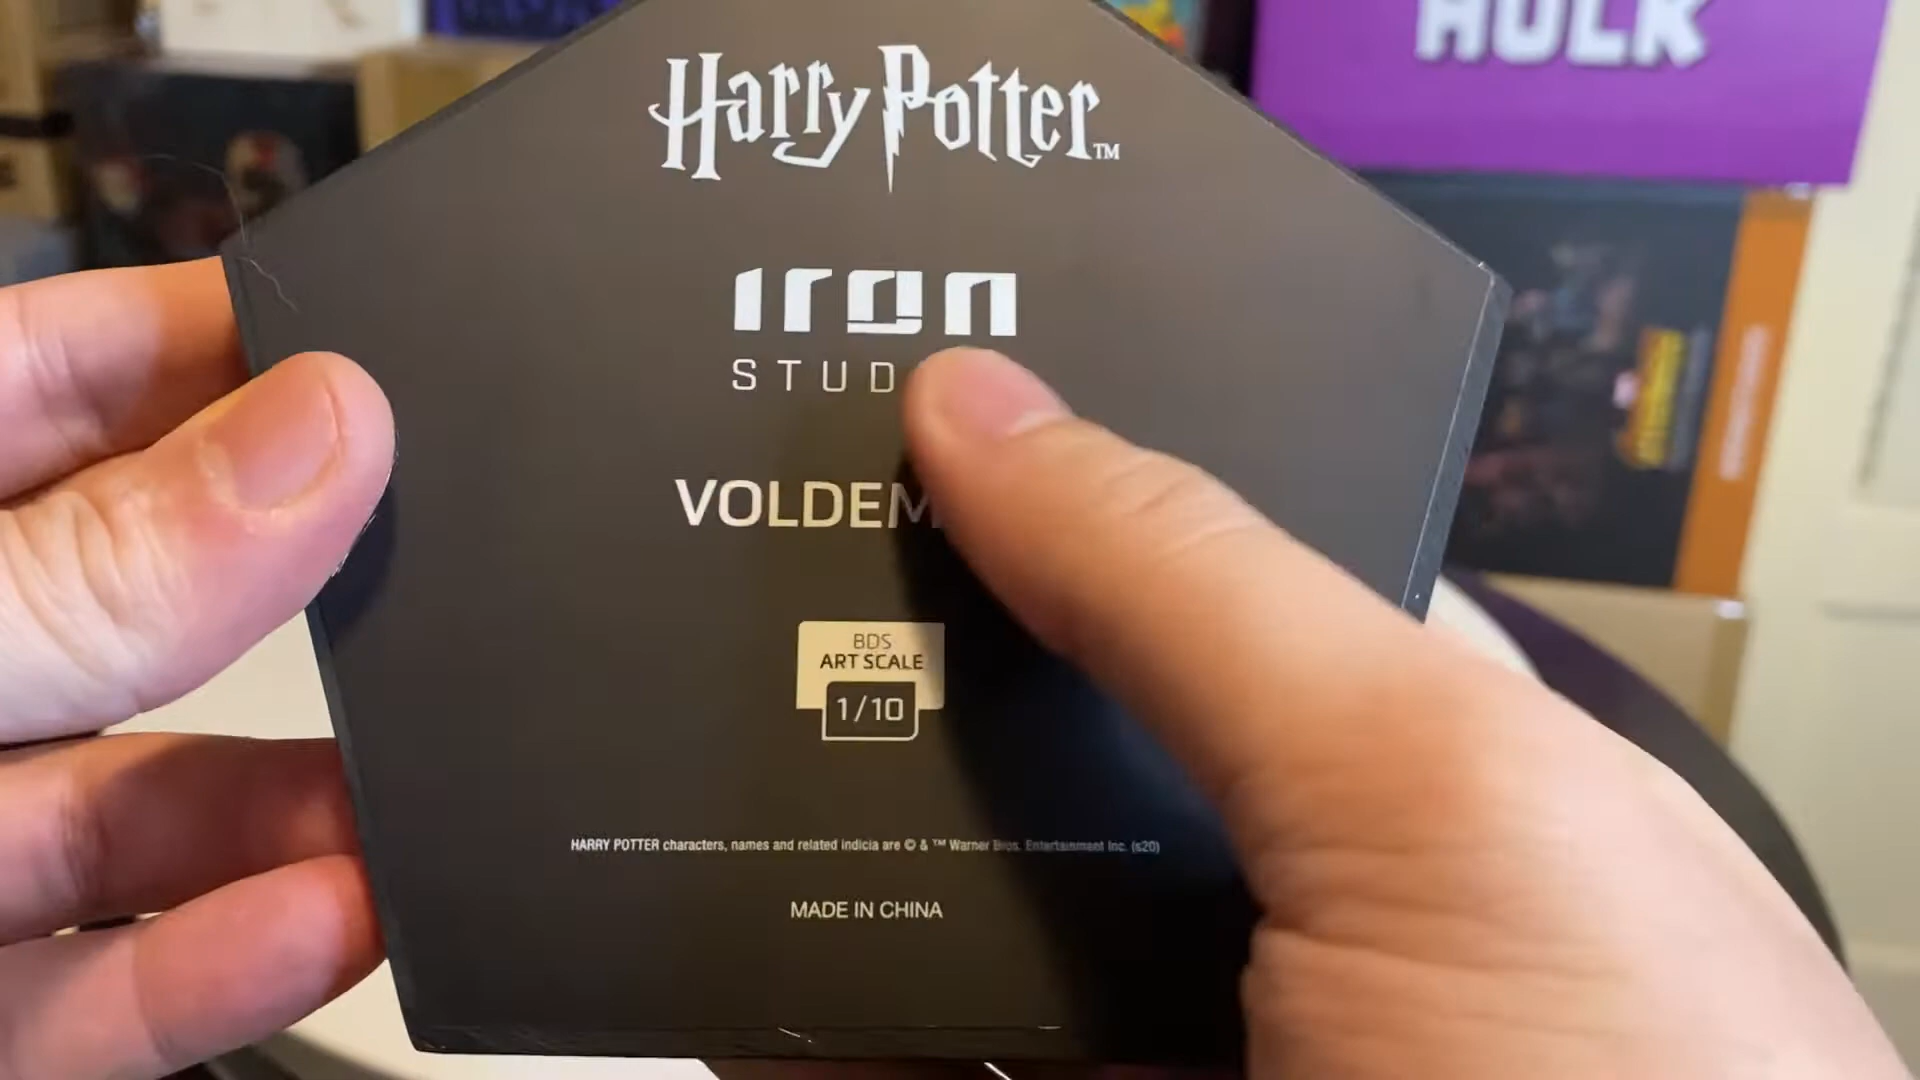 HULK
Harry Potter™
iron
STUD
VOLDEM
BDS
ART SCALE
1/10
HARRY POTTER characters, names and related indicia are © & ™ Warner Bros. Entertainment Inc. (s20)
MADE IN CHINA